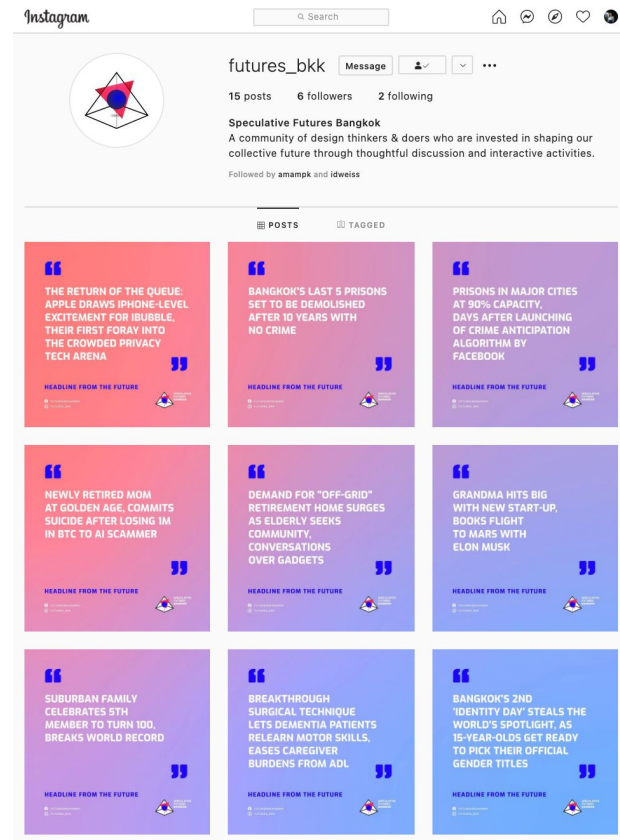 Instagram
Search
futures_bkk Message
15 posts 6 followers 2 following
Speculative Futures Bangkok
A community of design thinkers & doers who are invested in shaping our
collective future through thoughtful discussion and interactive activities.
Followed by amampk and idweiss
POSTS TAGGED
THE RETURN OF THE QUEUE:
APPLE DRAWS IPHONE-LEVEL
EXCITEMENT FOR IBUBBLE,
THEIR FIRST FORAY INTO
THE CROWDED PRIVACY
TECH ARENA
HEADLINE FROM THE FUTURE
BANGKOK'S LAST 5 PRISONS
SET TO BE DEMOLISHED
AFTER 10 YEARS WITH
NO CRIME
HEADLINE FROM THE FUTURE
PRISONS IN MAJOR CITIES
AT 90% CAPACITY,
DAYS AFTER LAUNCHING
OF CRIME ANTICIPATION
ALGORITHM BY
FACEBOOK
HEADLINE FROM THE FUTURE
NEWLY RETIRED MOM
AT GOLDEN AGE, COMMITS
SUICIDE AFTER LOSING 1M
IN BTC TO AI SCAMMER
HEADLINE FROM THE FUTURE
DEMAND FOR "OFF-GRID"
RETIREMENT HOME SURGES
AS ELDERLY SEEKS
COMMUNITY,
CONVERSATIONS
OVER GADGETS
HEADLINE FROM THE FUTURE
GRANDMA HITS BIG
WITH NEW START-UP,
BOOKS FLIGHT
TO MARS WITH
ELON MUSK
HEADLINE FROM THE FUTURE
SUBURBAN FAMILY
CELEBRATES 5TH
MEMBER TO TURN 100,
BREAKS WORLD RECORD
HEADLINE FROM THE FUTURE
BREAKTHROUGH
SURGICAL TECHNIQUE
LETS DEMENTIA PATIENTS
RELEARN MOTOR SKILLS,
EASES CAREGIVER
BURDENS FROM ADL
HEADLINE FROM THE FUTURE
BANGKOK'S 2ND
'IDENTITY DAY' STEALS THE
WORLD'S SPOTLIGHT, AS
15-YEAR-OLDS GET READY
TO PICK THEIR OFFICIAL
GENDER TITLES
HEADLINE FROM THE FUTURE